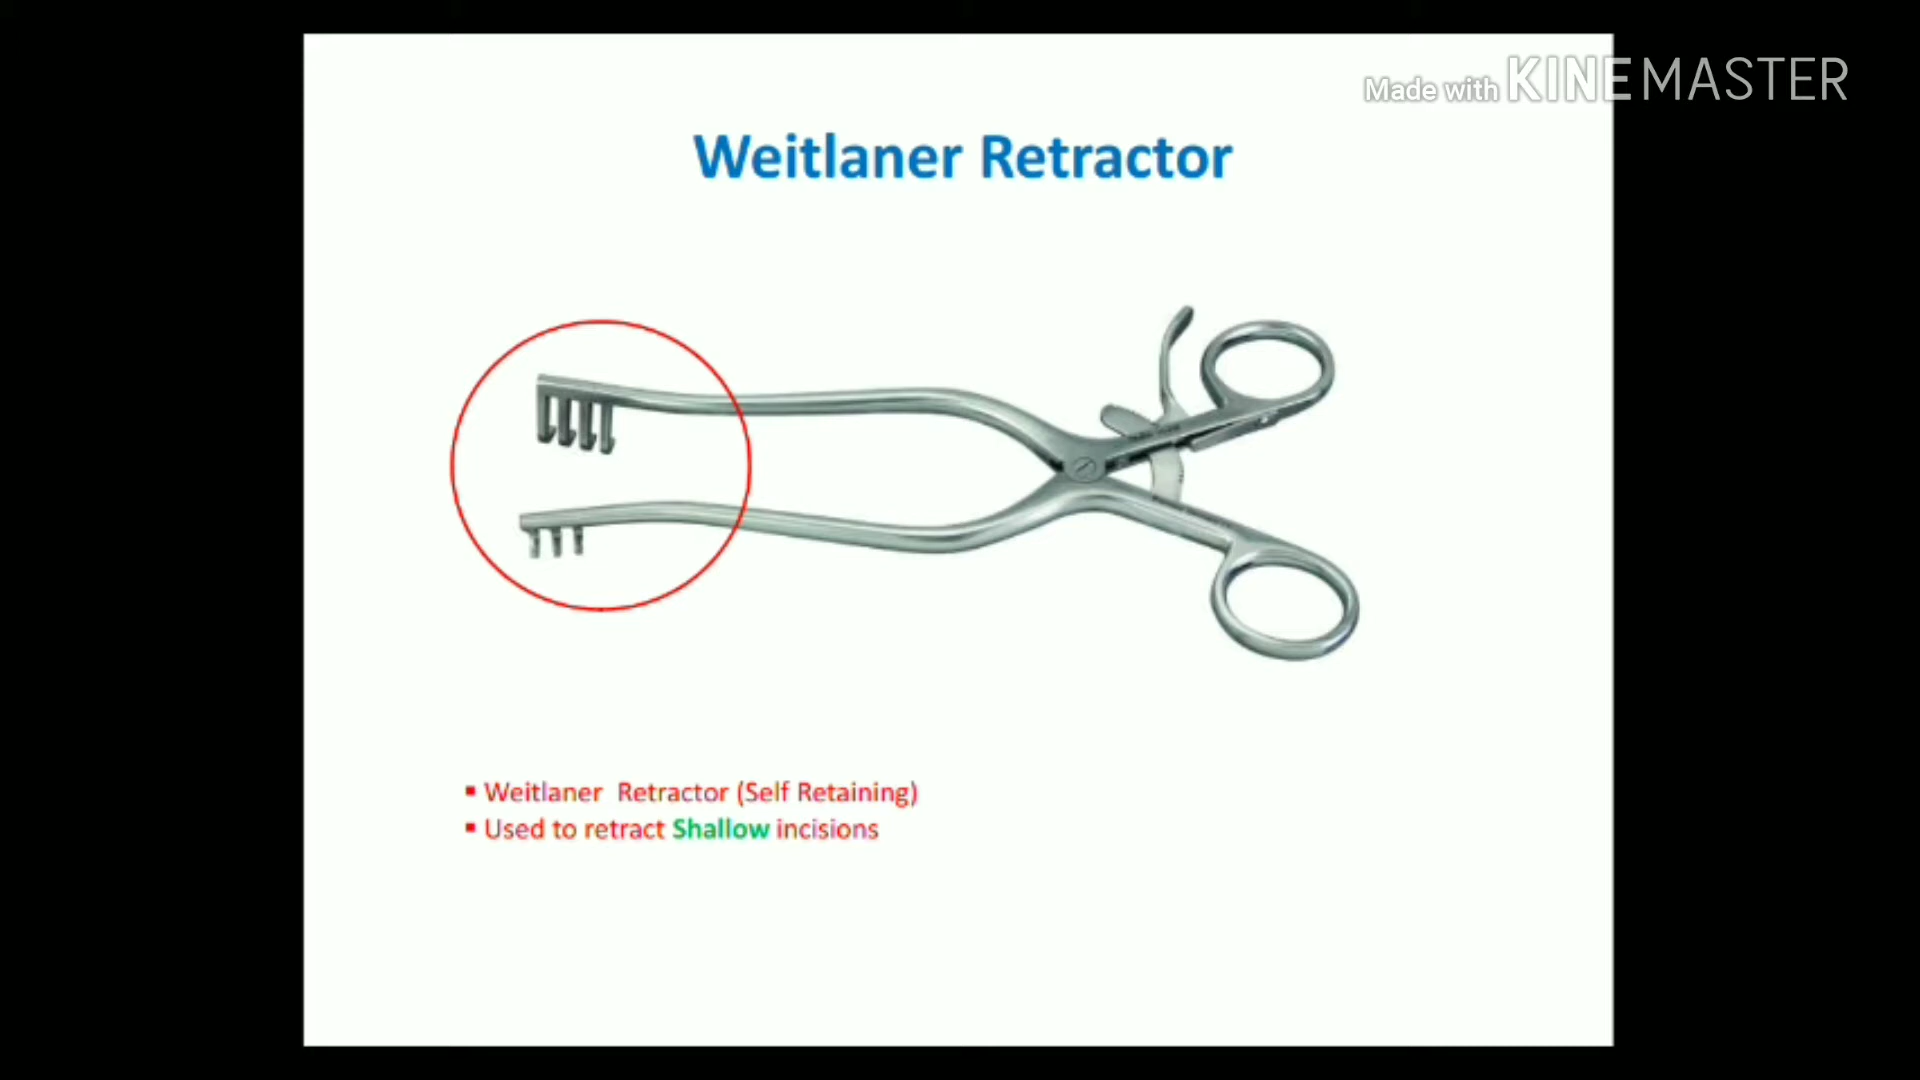 Made with KINEMASTER
Weitlaner Retractor
▪ Weitlaner Retractor (Self Retaining)
▪ Used to retract Shallow incisions